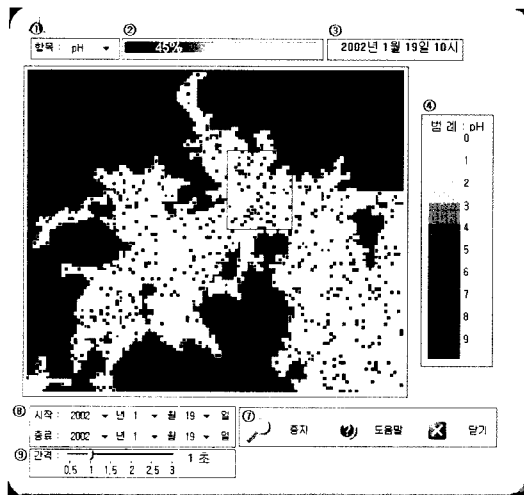 ① ② ③
항목 : pH 45% 2002년 1월 19일 10시
④
범 례 : pH
0
1
2
3
4
5
6
7
8
9
⑧ 시작 : 2002 년 1 월 19 일
종료 : 2002 년 1 월 19 일
⑦ 중지 도움말 닫기
⑨ 간격 : 1 초
0.5 1 1.5 2 2.5 3